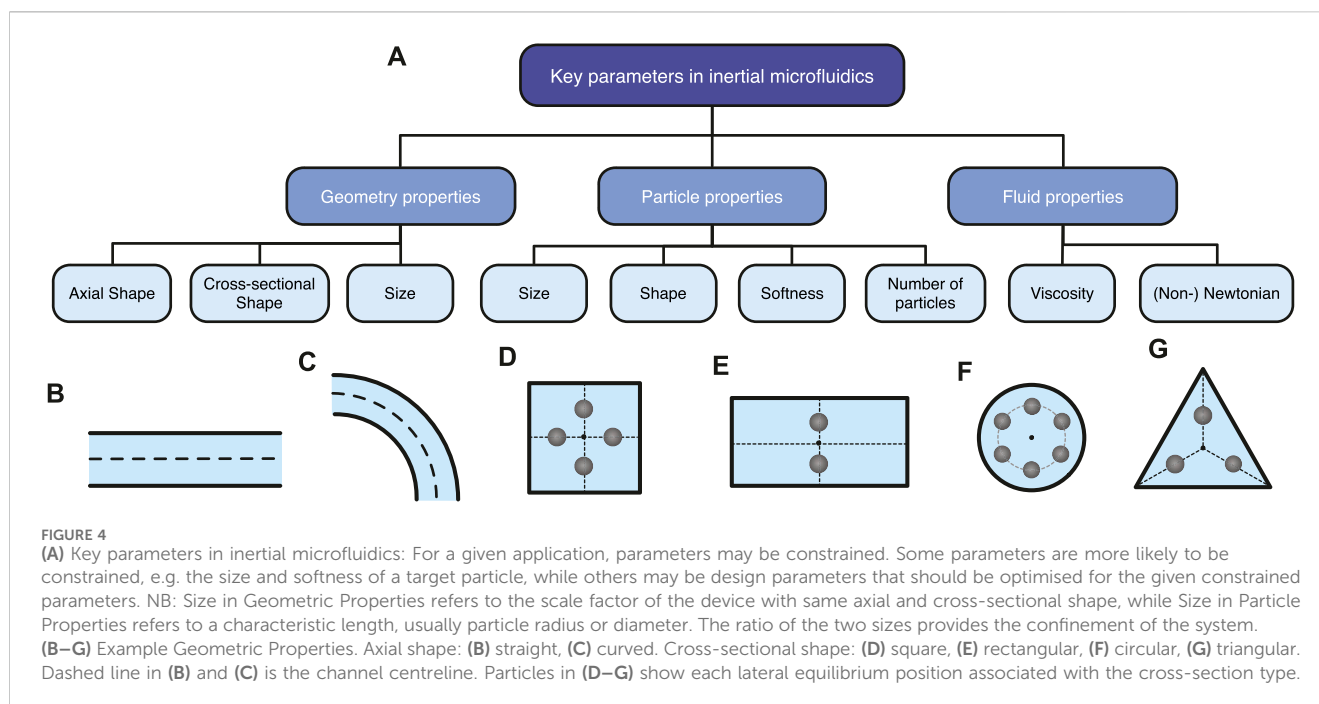 A
Key parameters in inertial microfluidics
Geometry properties
Particle properties
Fluid properties
Axial Shape
Cross-sectional
Shape
Size
Size
Shape
Softness
Number of
particles
Viscosity
(Non-) Newtonian
B
C
D
E
F
G
FIGURE 4
(A) Key parameters in inertial microfluidics: For a given application, parameters may be constrained. Some parameters are more likely to be
constrained, e.g. the size and softness of a target particle, while others may be design parameters that should be optimised for the given constrained
parameters. NB: Size in Geometric Properties refers to the scale factor of the device with same axial and cross-sectional shape, while Size in Particle
Properties refers to a characteristic length, usually particle radius or diameter. The ratio of the two sizes provides the confinement of the system.
(B–G) Example Geometric Properties. Axial shape: (B) straight, (C) curved. Cross-sectional shape: (D) square, (E) rectangular, (F) circular, (G) triangular.
Dashed line in (B) and (C) is the channel centreline. Particles in (D–G) show each lateral equilibrium position associated with the cross-section type.